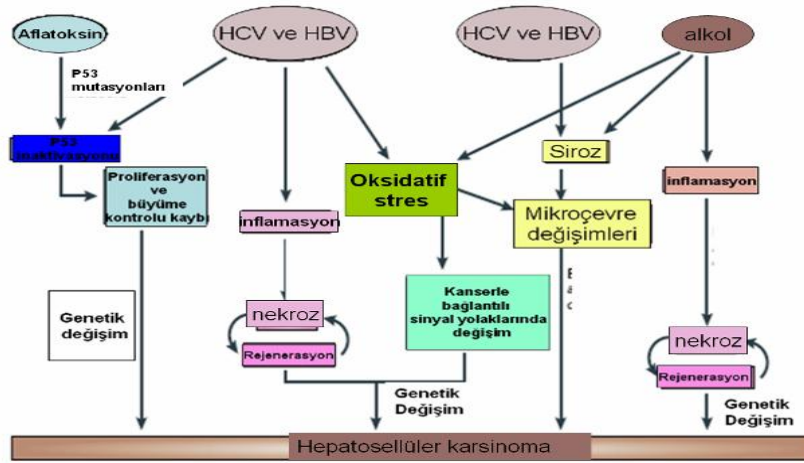 Aflatoksin
HCV ve HBV
HCV ve HBV
alkol
P53
mutasyonları
P53
inaktivasyonu
Proliferasyon
ve
büyüme
kontrolu kaybı
Oksidatif
stres
Siroz
inflamasyon
Mikroçevre
değişimleri
inflamasyon
Genetik
değişim
nekroz
Rejenerasyon
Kanserle
bağlantılı
sinyal yolaklarında
değişim
nekroz
Rejenerasyon
Genetik
Değişim
Genetik
Değişim
Hepatosellüler karsinoma